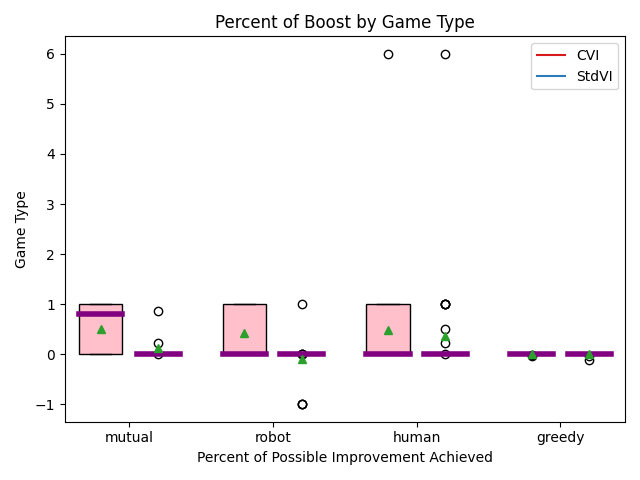 Percent of Boost by Game Type
CVI
StdVI
Game Type
6
5
4
3
2
1
0
−1
mutual robot human greedy
Percent of Possible Improvement Achieved